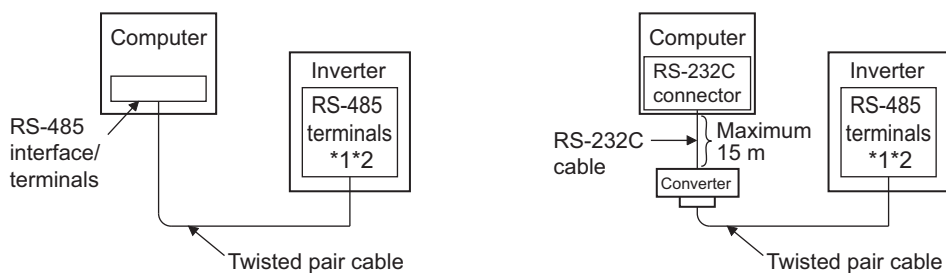 Computer
Inverter
RS-485
terminals
*1*2
RS-485
interface/
terminals
Twisted pair cable
Computer
RS-232C
connector
Inverter
RS-485
terminals
*1*2
RS-232C
cable
Maximum
15 m
Converter
Twisted pair cable